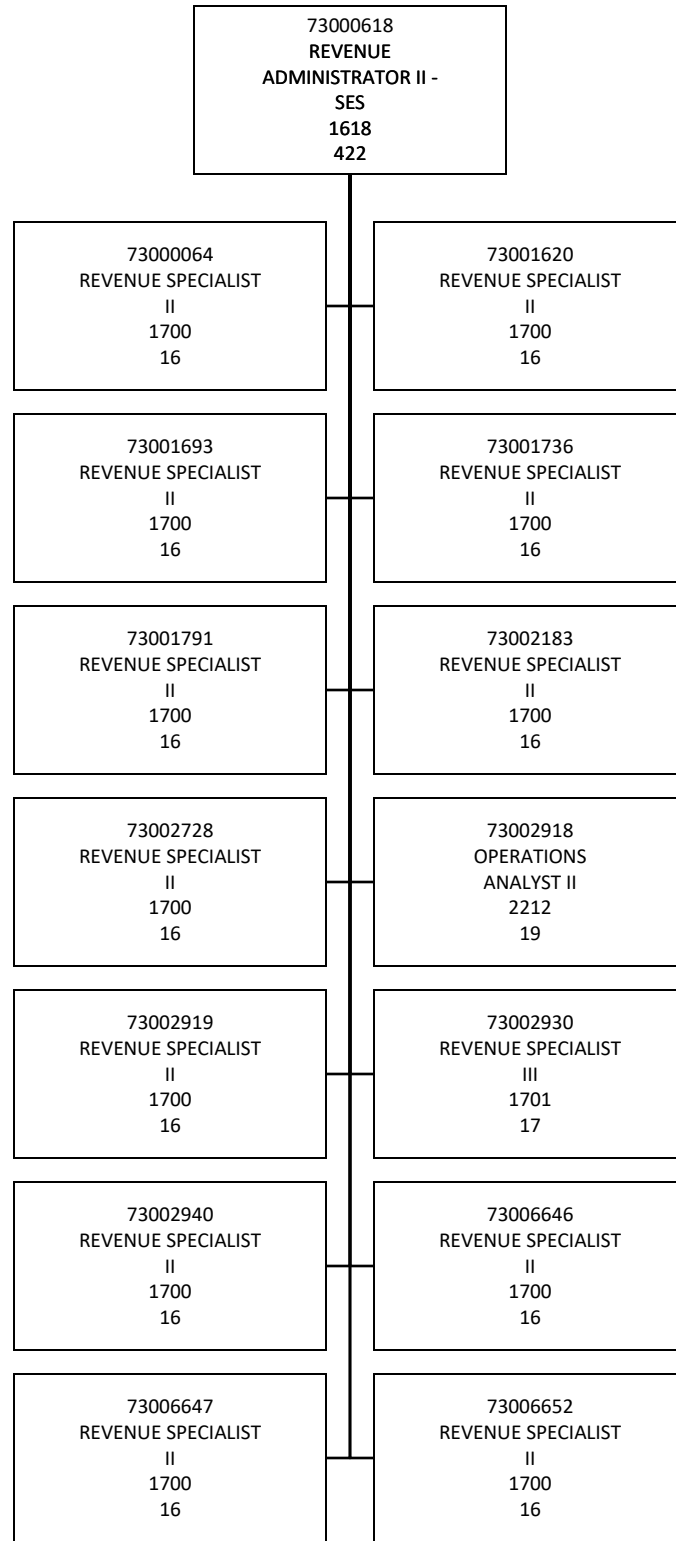 73000618
REVENUE
ADMINISTRATOR II -
SES
1618
422
73000064
REVENUE SPECIALIST
II
1700
16
73001620
REVENUE SPECIALIST
II
1700
16
73001693
REVENUE SPECIALIST
II
1700
16
73001736
REVENUE SPECIALIST
II
1700
16
73001791
REVENUE SPECIALIST
II
1700
16
73002183
REVENUE SPECIALIST
II
1700
16
73002728
REVENUE SPECIALIST
II
1700
16
73002918
OPERATIONS
ANALYST II
2212
19
73002919
REVENUE SPECIALIST
II
1700
16
73002930
REVENUE SPECIALIST
III
1701
17
73002940
REVENUE SPECIALIST
II
1700
16
73006646
REVENUE SPECIALIST
II
1700
16
73006647
REVENUE SPECIALIST
II
1700
16
73006652
REVENUE SPECIALIST
II
1700
16